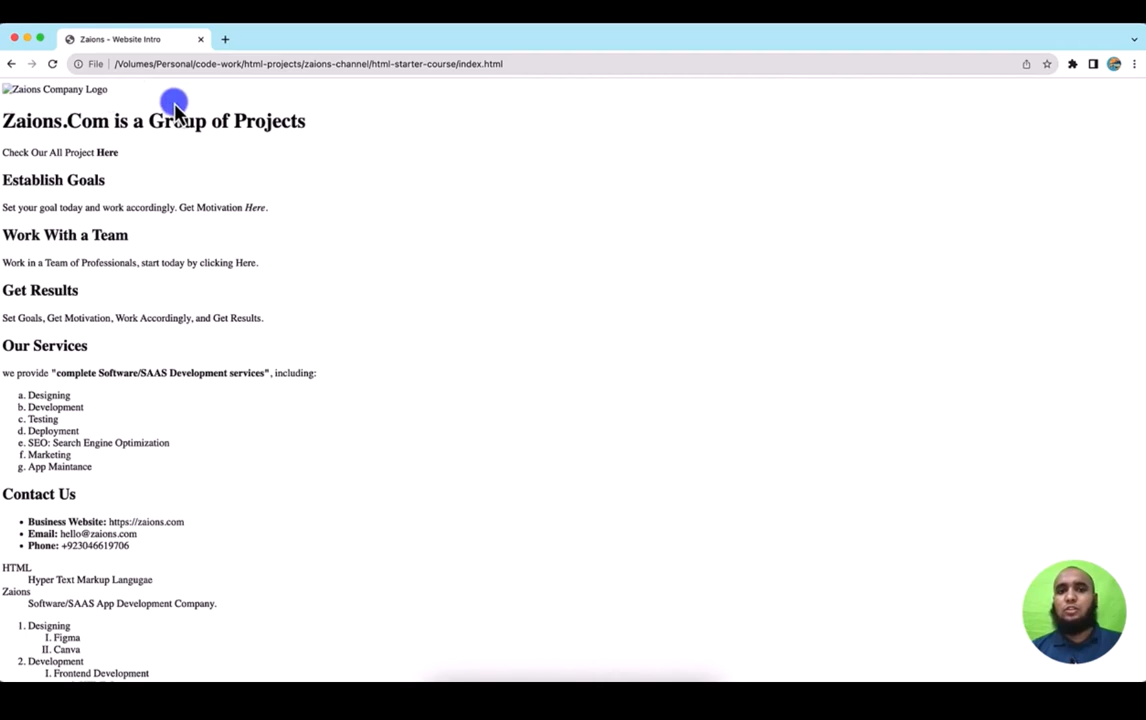 Zaions - Website Intro
File /Volumes/Personal/code-work/html-projects/zaions-channel/html-starter-course/index.html
Zaions Company Logo
Zaions.Com is a Group of Projects
Check Our All Project Here
Establish Goals
Set your goal today and work accordingly. Get Motivation Here.
Work With a Team
Work in a Team of Professionals, start today by clicking Here.
Get Results
Set Goals, Get Motivation, Work Accordingly, and Get Results.
Our Services
we provide "complete Software/SAAS Development services", including:
a. Designing
b. Development
c. Testing
d. Deployment
e. SEO: Search Engine Optimization
f. Marketing
g. App Maintance
Contact Us
• Business Website: https://zaions.com
• Email: hello@zaions.com
• Phone: +923046619706
HTML
Hyper Text Markup Langugae
Zaions
Software/SAAS App Development Company.
1. Designing
I. Figma
II. Canva
2. Development
I. Frontend Development